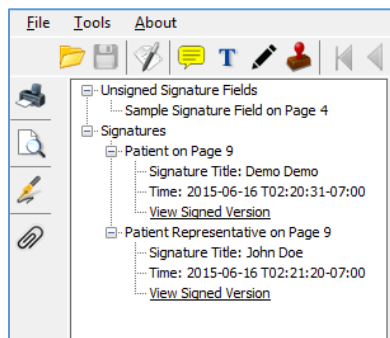 File Tools About
T
Unsigned Signature Fields
Sample Signature Field on Page 4
Signatures
Patient on Page 9
Signature Title: Demo Demo
Time: 2015-06-16 T02:20:31-07:00
View Signed Version
Patient Representative on Page 9
Signature Title: John Doe
Time: 2015-06-16 T02:21:20-07:00
View Signed Version